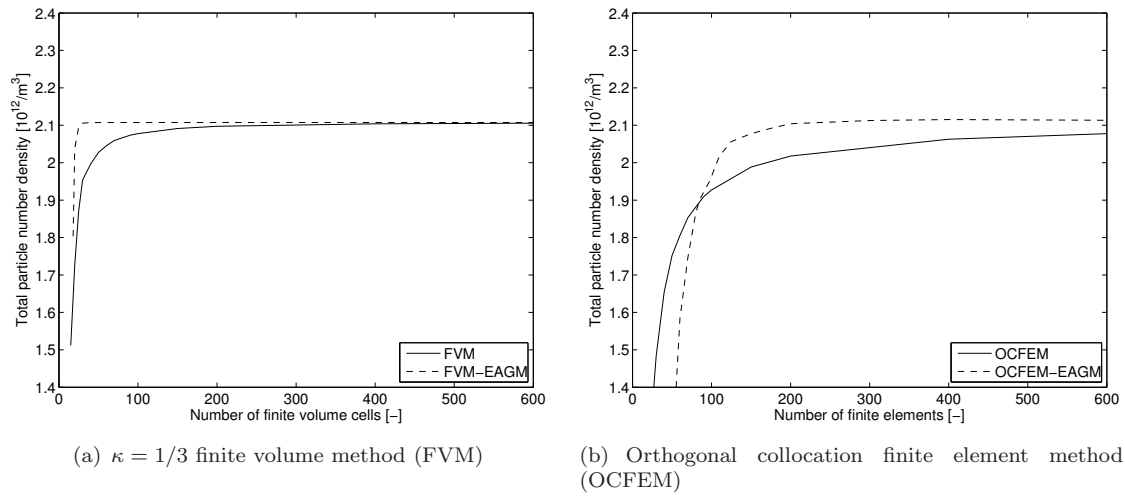 2.4
2.3
2.2
2.1
2
1.9
1.8
1.7
1.6
1.5
1.4
Total particle number density [10^12/m^3]
0 100 200 300 400 500 600
Number of finite volume cells [−]
FVM
FVM−EAGM
(a) κ = 1/3 finite volume method (FVM)
2.4
2.3
2.2
2.1
2
1.9
1.8
1.7
1.6
1.5
1.4
Total particle number density [10^12/m^3]
0 100 200 300 400 500 600
Number of finite elements [−]
OCFEM
OCFEM−EAGM
(b) Orthogonal collocation finite element method
(OCFEM)